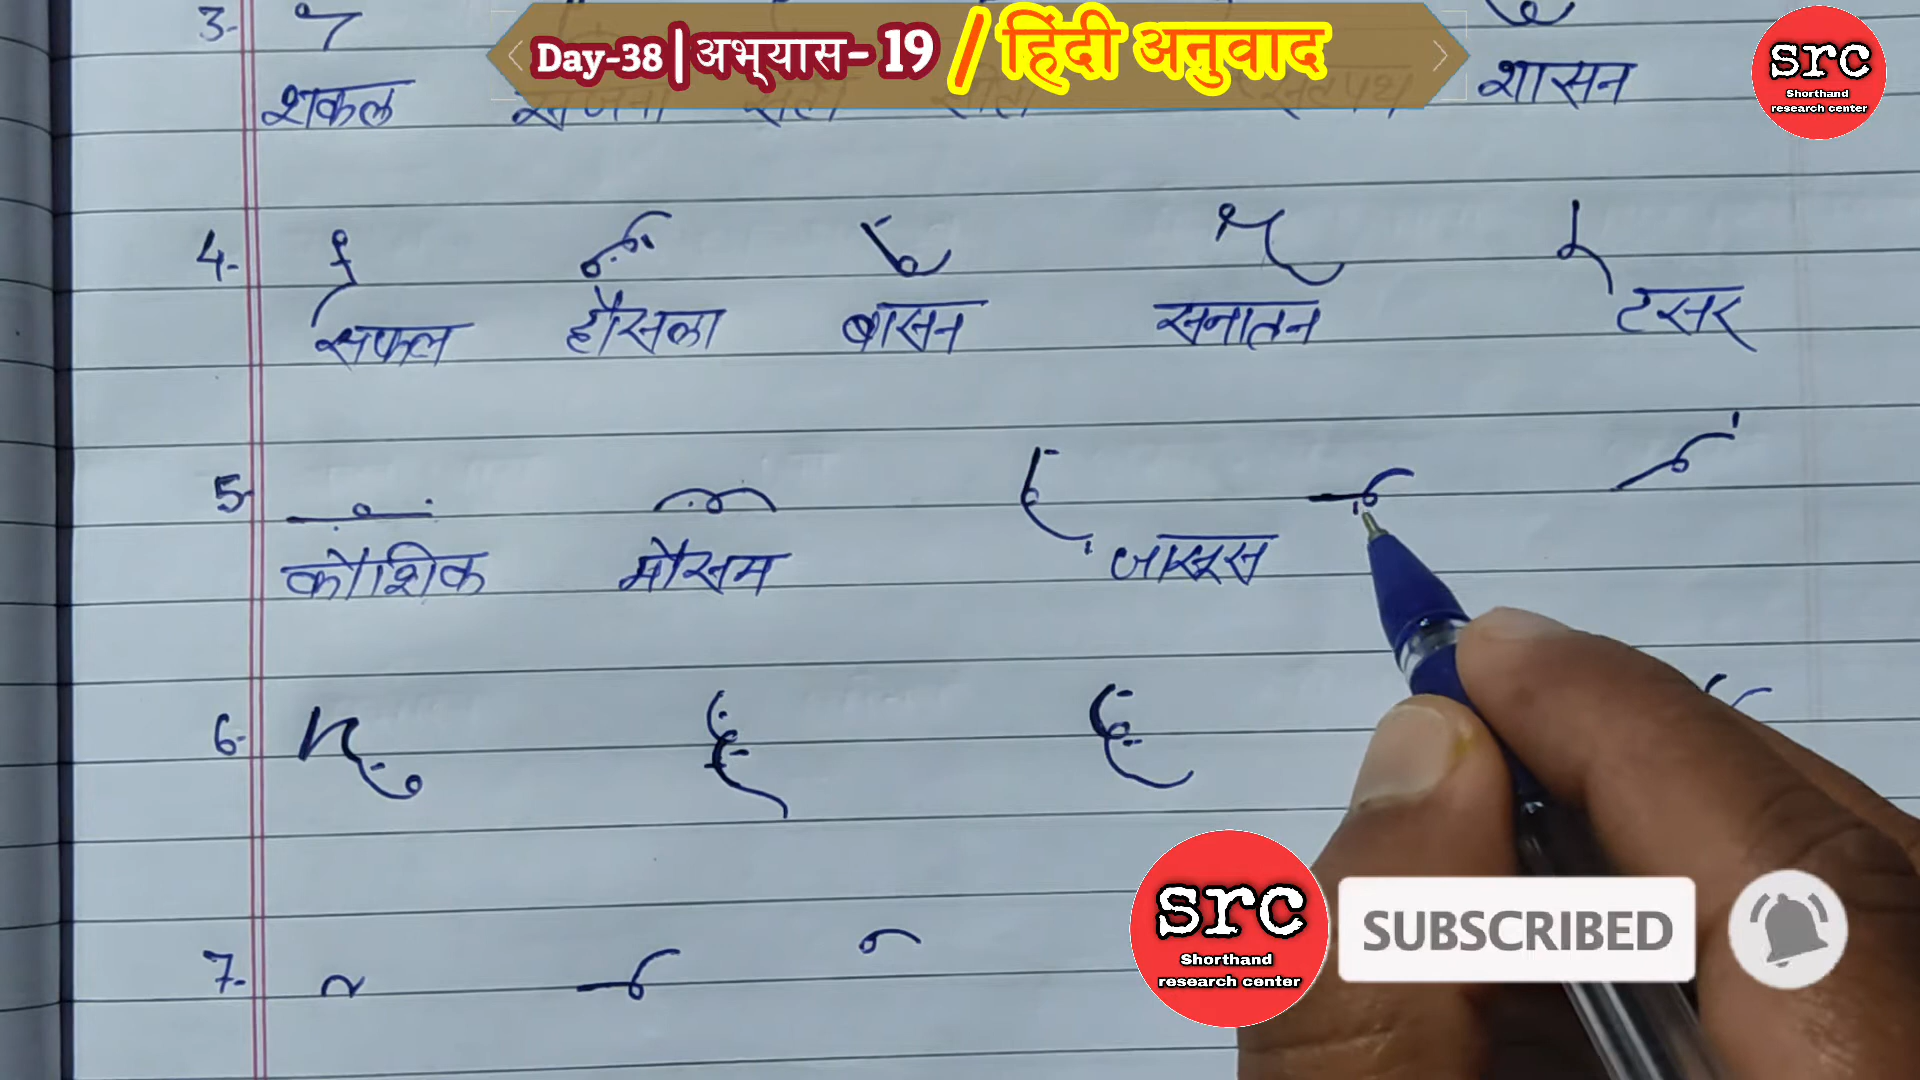 Day-38 | अभ्यास- 19 / हिंदी अनुवाद
src
Shorthand
research center
3-
शकल शासन
4-
सफल हौसला बासन सनातन टसर
5-
कौशिक मौसम जासूस
6-
7-
src
Shorthand
research center
SUBSCRIBED